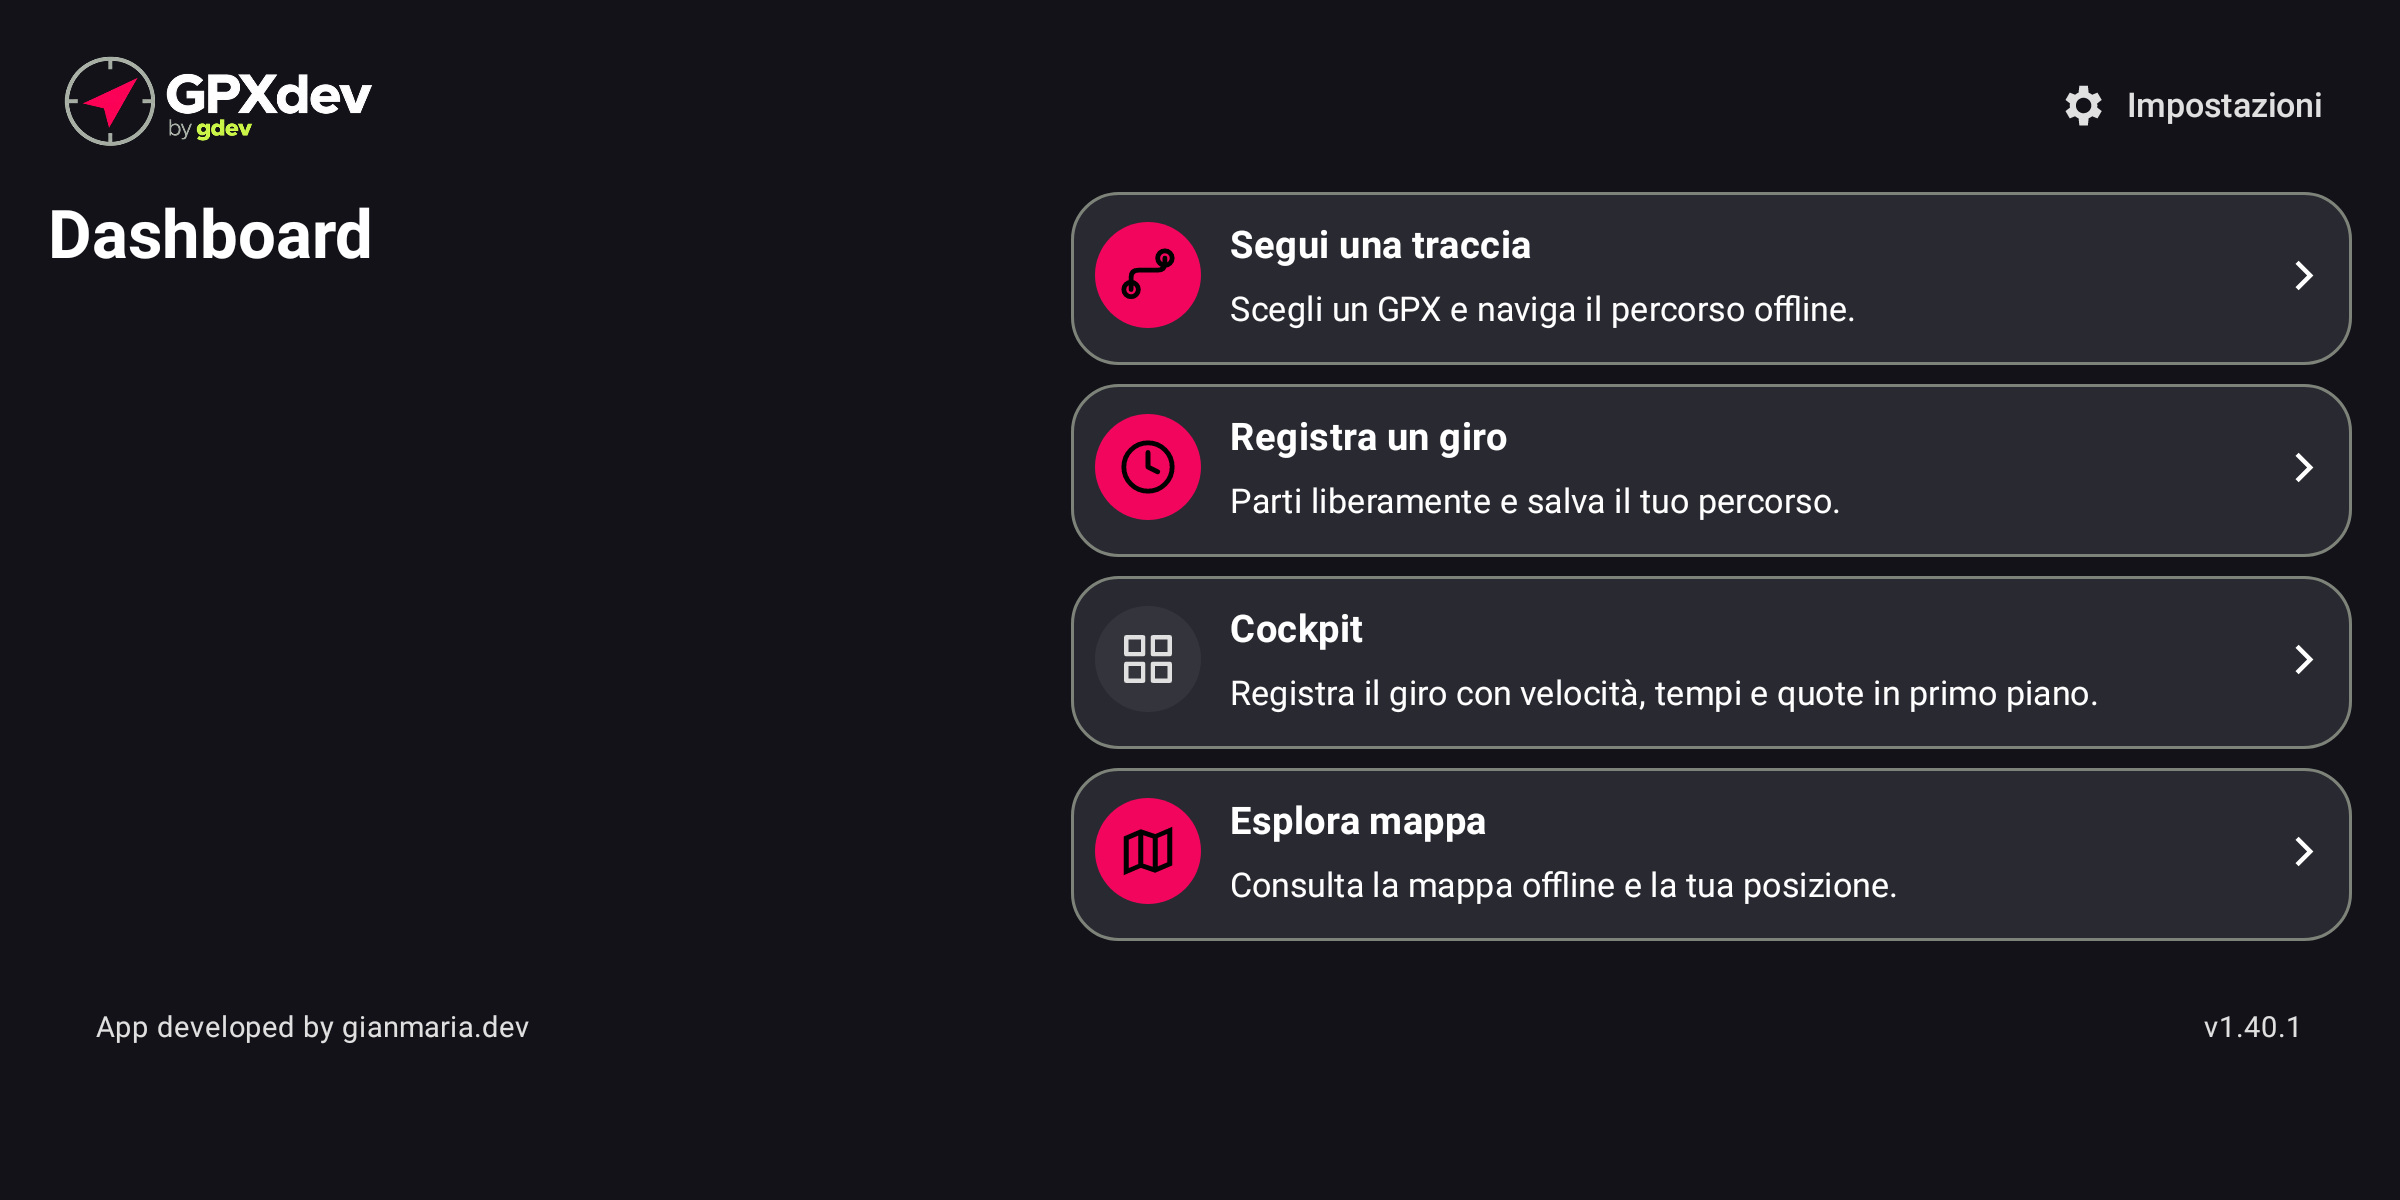 GPXdev
by gdev
Impostazioni
Dashboard
Segui una traccia
Scegli un GPX e naviga il percorso offline.
Registra un giro
Parti liberamente e salva il tuo percorso.
Cockpit
Registra il giro con velocità, tempi e quote in primo piano.
Esplora mappa
Consulta la mappa offline e la tua posizione.
App developed by gianmaria.dev
v1.40.1